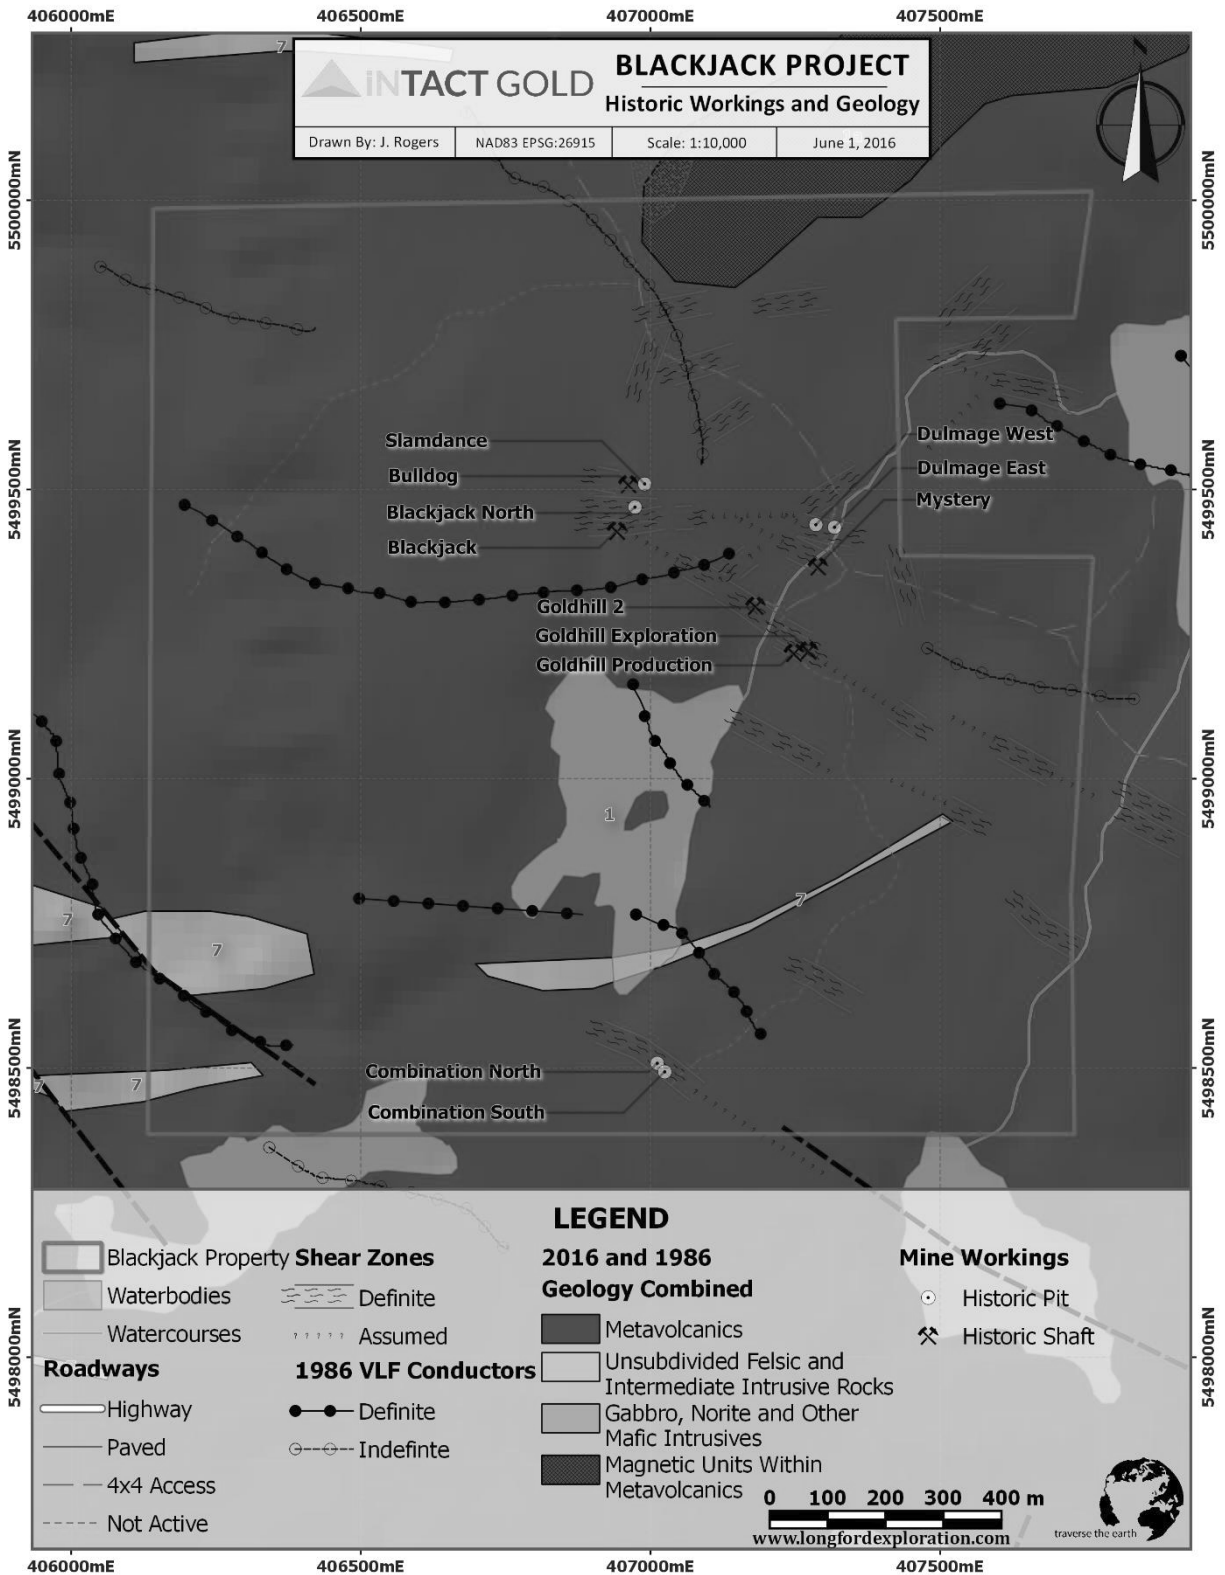 406000mE 406500mE 407000mE 407500mE
7
iNTACT GOLD
BLACKJACK PROJECT
Historic Workings and Geology
Drawn By: J. Rogers NAD83 EPSG:26915 Scale: 1:10,000 June 1, 2016
5500000mN 5500000mN
Slamdance
Dulmage West
Bulldog
Dulmage East
5499500mN 5499500mN
Mystery
Blackjack North
Blackjack
Goldhill 2
Goldhill Exploration
Goldhill Production
5499000mN 5499000mN
1
7
7
7
5498500mN 5498500mN
Combination North
7 7
Combination South
LEGEND
Blackjack Property
Waterbodies
Watercourses
Roadways
Highway
Paved
4x4 Access
Not Active
Shear Zones
Definite
Assumed
1986 VLF Conductors
Definite
Indefinte
2016 and 1986
Geology Combined
Metavolcanics
Unsubdivided Felsic and
Intermediate Intrusive Rocks
Gabbro, Norite and Other
Mafic Intrusives
Magnetic Units Within
Metavolcanics
Mine Workings
Historic Pit
Historic Shaft
5498000mN 5498000mN
0 100 200 300 400 m
www.longfordexploration.com
traverse the earth
406000mE 406500mE 407000mE 407500mE